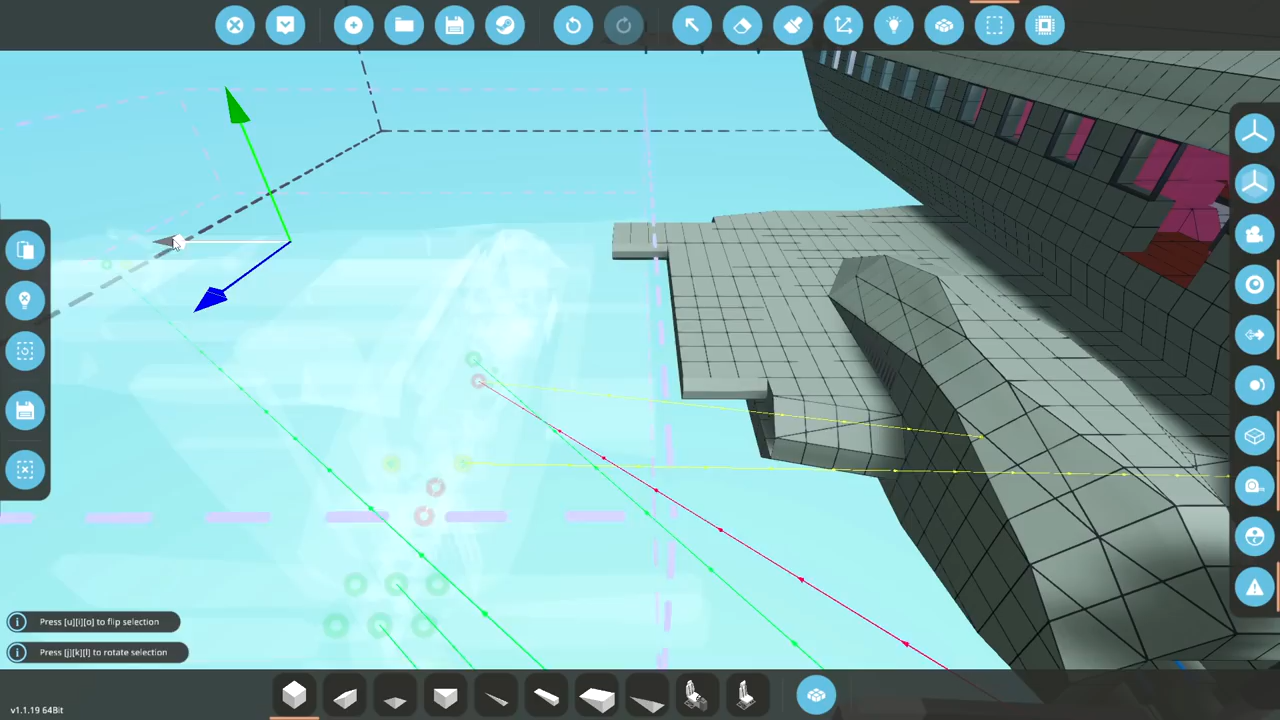 Press [u][i][o] to flip selection
Press [j][k][l] to rotate selection
v1.1.19 64Bit